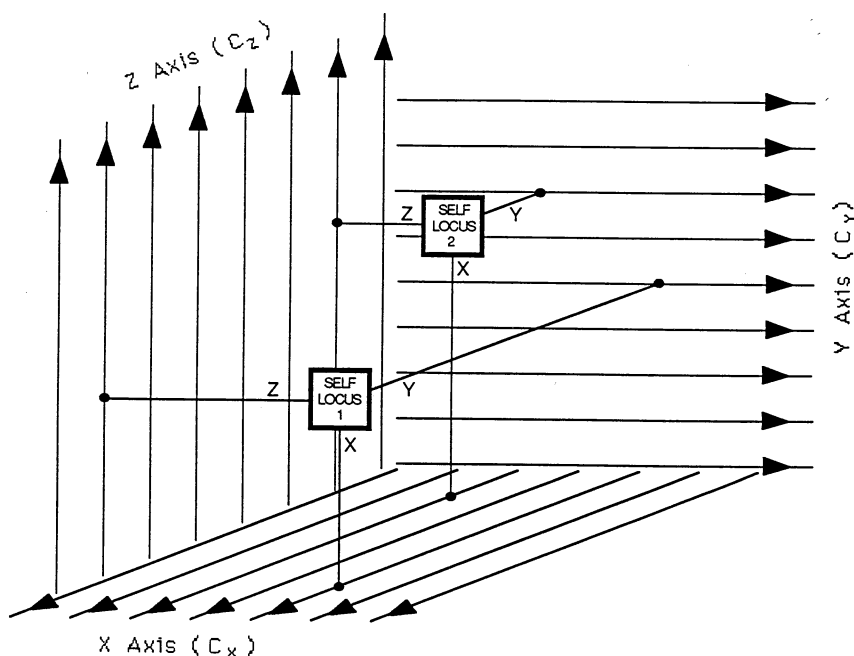 Z Axis (Cz)
Z
SELF
LOCUS
2
Y
X
Y Axis (CY)
Z
SELF
LOCUS
1
Y
X
X Axis (Cx)